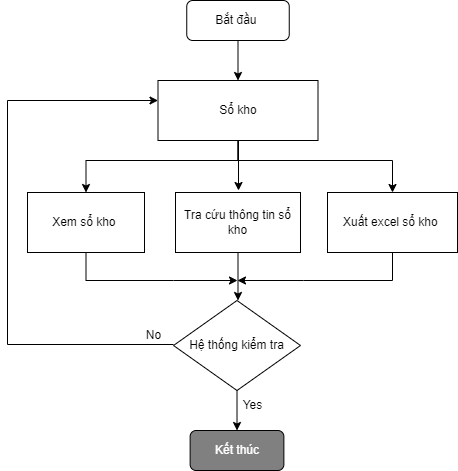 Bắt đầu
Sổ kho
Xem sổ kho
Tra cứu thông tin sổ
kho
Xuất excel sổ kho
Hệ thống kiểm tra
No
Yes
Kết thúc